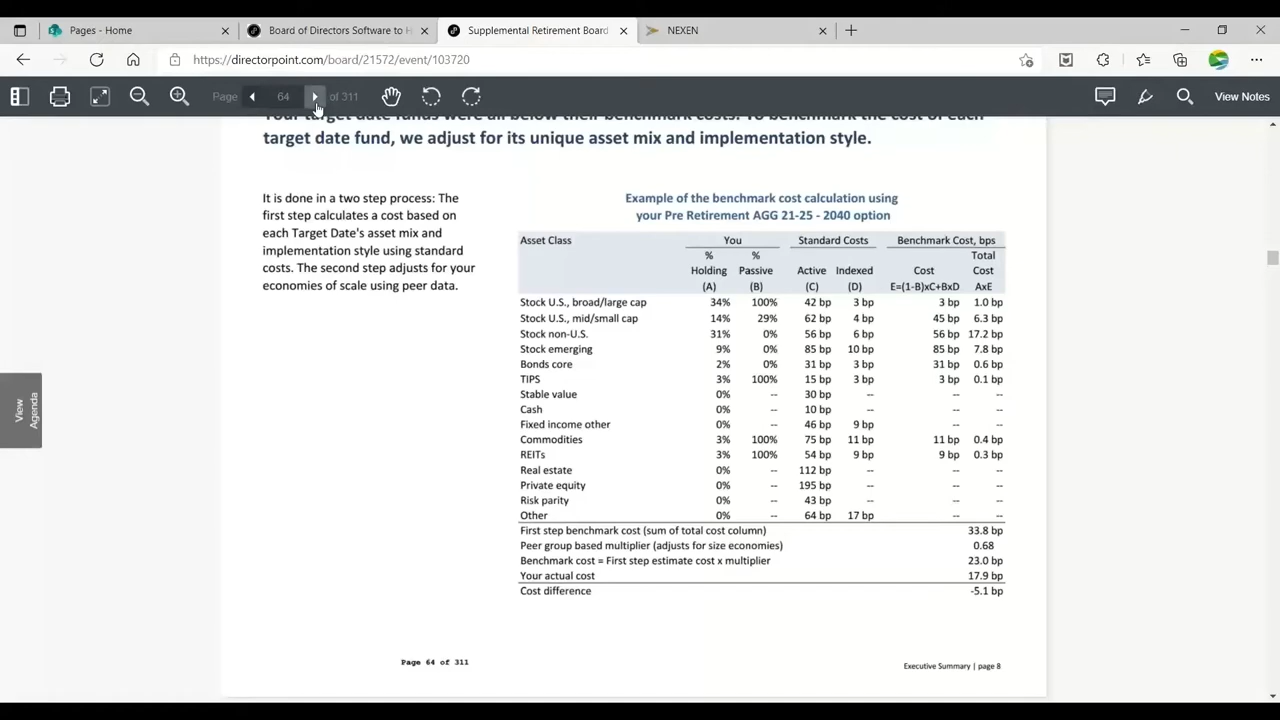 Pages - Home
Board of Directors Software to H
Supplemental Retirement Board
NEXEN
https://directorpoint.com/board/21572/event/103720
Page 64 of 311
View Notes
View Agenda
Your target date funds were all below their benchmark costs. To benchmark the cost of each
target date fund, we adjust for its unique asset mix and implementation style.
It is done in a two step process: The
first step calculates a cost based on
each Target Date's asset mix and
implementation style using standard
costs. The second step adjusts for your
economies of scale using peer data.
Example of the benchmark cost calculation using
your Pre Retirement AGG 21-25 - 2040 option
Asset Class You Standard Costs Benchmark Cost, bps
% % Total
Holding Passive Active Indexed Cost Cost
(A) (B) (C) (D) E=(1-B)xC+BxD AxE
Stock U.S., broad/large cap 34% 100% 42 bp 3 bp 3 bp 1.0 bp
Stock U.S., mid/small cap 14% 29% 62 bp 4 bp 45 bp 6.3 bp
Stock non-U.S. 31% 0% 56 bp 6 bp 56 bp 17.2 bp
Stock emerging 9% 0% 85 bp 10 bp 85 bp 7.8 bp
Bonds core 2% 0% 31 bp 3 bp 31 bp 0.6 bp
TIPS 3% 100% 15 bp 3 bp 3 bp 0.1 bp
Stable value 0% -- 30 bp -- -- --
Cash 0% -- 10 bp -- -- --
Fixed income other 0% -- 46 bp 9 bp -- --
Commodities 3% 100% 75 bp 11 bp 11 bp 0.4 bp
REITs 3% 100% 54 bp 9 bp 9 bp 0.3 bp
Real estate 0% -- 112 bp -- -- --
Private equity 0% -- 195 bp -- -- --
Risk parity 0% -- 43 bp -- -- --
Other 0% -- 64 bp 17 bp -- --
First step benchmark cost (sum of total cost column) 33.8 bp
Peer group based multiplier (adjusts for size economies) 0.68
Benchmark cost = First step estimate cost x multiplier 23.0 bp
Your actual cost 17.9 bp
Cost difference -5.1 bp
Page 64 of 311
Executive Summary | page 8